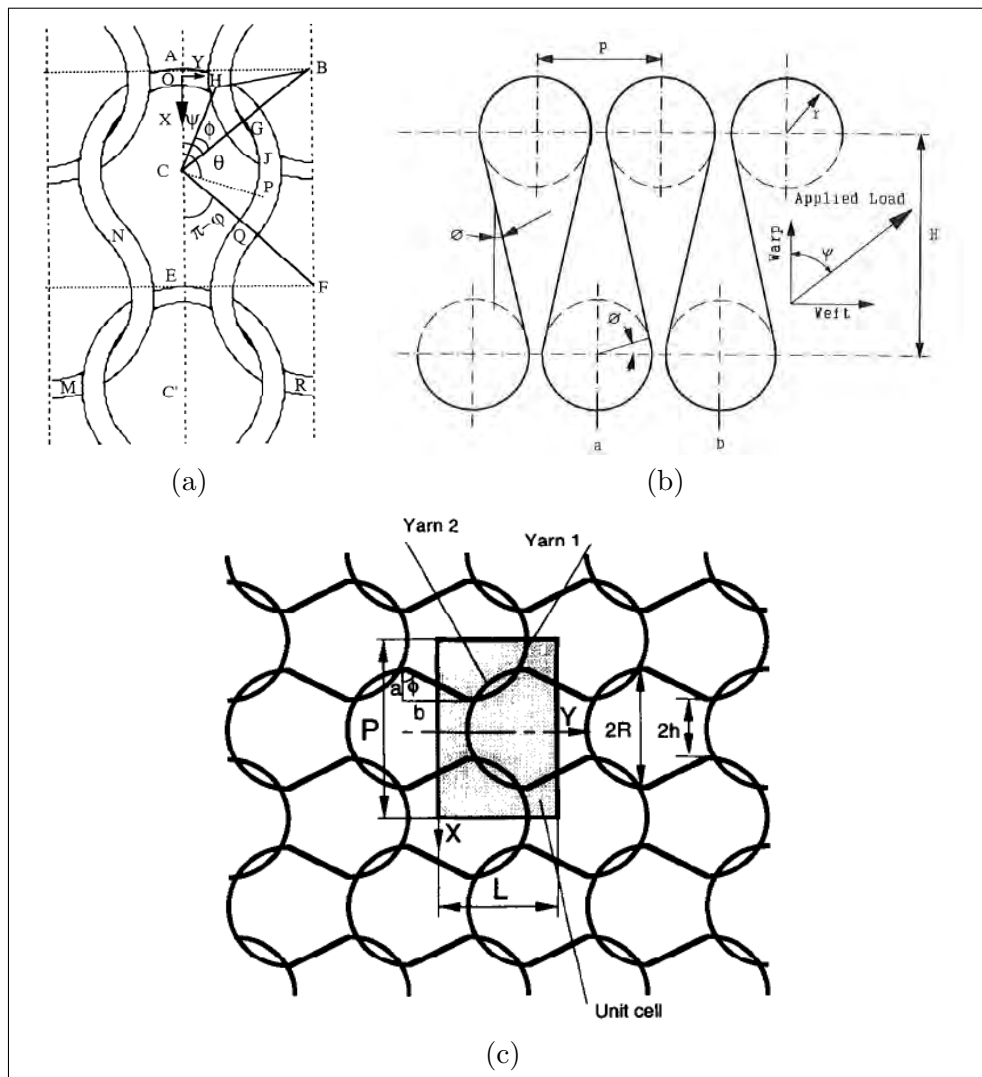 A
Y
B
O
H
X
ψ
ϕ
G
C
θ
J
P
N
π-φ
Q
E
F
M
C'
R
(a)
P
r
Applied Load
Ø
Warp
ψ
H
Weft
Ø
a
b
(b)
Yarn 2
Yarn 1
a
ϕ
b
P
Y
2R
2h
X
L
Unit cell
(c)